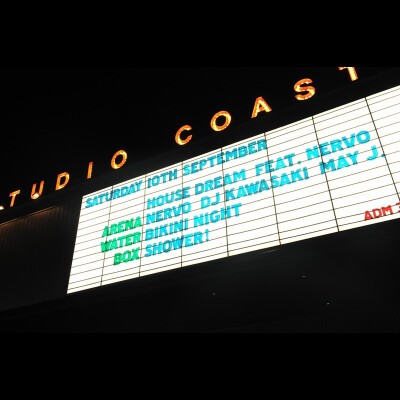 STUDIO COAST
SATURDAY 10TH SEPTEMBER
HOUSE DREAM FEAT. NERVO
ARENA NERVO DJ KAWASAKI MAY J.
WATER BIKINI NIGHT
BOX SHOWER!
ADM